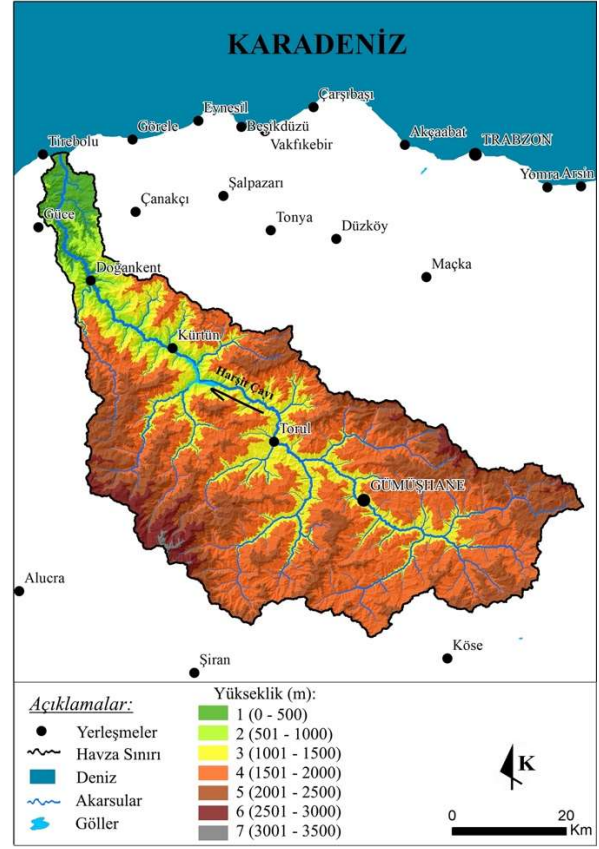 KARADENİZ
Çarşıbaşı
Eynesil
Beşikdüzü
Görele
Vakfıkebir
Akçaabat
TRABZON
Tirebolu
Yomra
Arsin
Şalpazarı
Çanakçı
Güce
Tonya
Düzköy
Maçka
Doğankent
Kürtün
Harşit Çayı
Torul
GÜMÜŞHANE
Alucra
Köse
Şiran
Açıklamalar:
Yerleşmeler
Havza Sınırı
Deniz
Akarsular
Göller
Yükseklik (m):
1 (0 - 500)
2 (501 - 1000)
3 (1001 - 1500)
4 (1501 - 2000)
5 (2001 - 2500)
6 (2501 - 3000)
7 (3001 - 3500)
K
0 20
Km